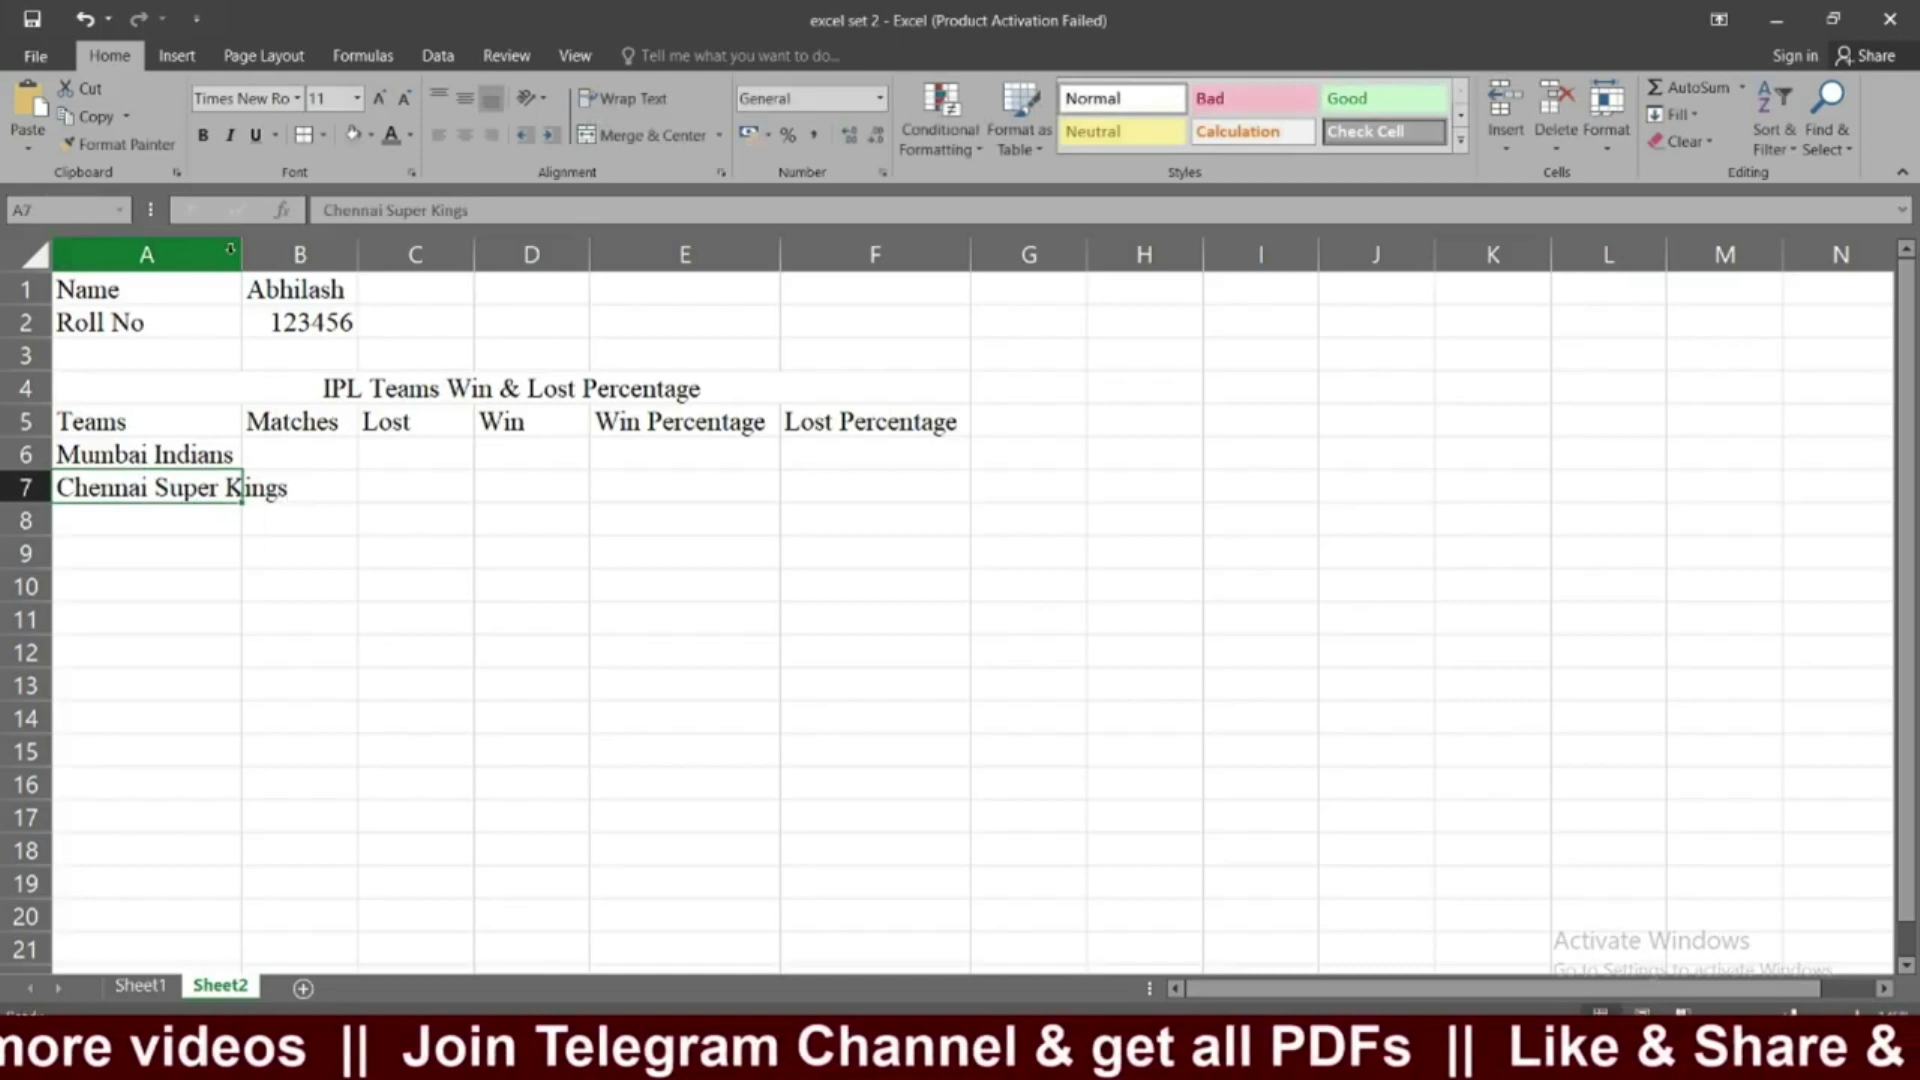 excel set 2 - Excel (Product Activation Failed)
File Home Insert Page Layout Formulas Data Review View Tell me what you want to do... Sign in Share
Paste
Cut
Copy
Format Painter
Clipboard
Times New Ro 11
B I U
Font
Wrap Text
Merge & Center
Alignment
General
%
Number
Conditional Formatting
Format as Table
Normal Bad Good
Neutral Calculation Check Cell
Styles
Insert Delete Format
Cells
AutoSum
Fill
Clear
Sort & Filter
Find & Select
Editing
A7 fx Chennai Super Kings
A B C D E F G H I J K L M N
1 Name Abhilash
2 Roll No 123456
3
4 IPL Teams Win & Lost Percentage
5 Teams Matches Lost Win Win Percentage Lost Percentage
6 Mumbai Indians
7 Chennai Super Kings
8
9
10
11
12
13
14
15
16
17
18
19
20
21
Activate Windows
Go to Settings to activate Windows.
Sheet1 Sheet2
more videos || Join Telegram Channel & get all PDFs || Like & Share &